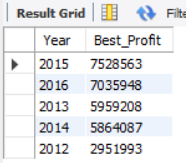 Result Grid Filte
Year Best_Profit
2015 7528563
2016 7035948
2013 5959208
2014 5864087
2012 2951993